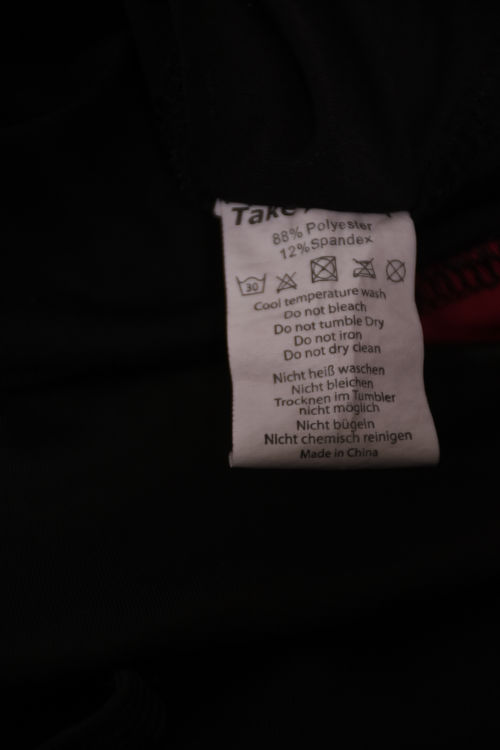 Take
88% Polyester
12%Spandex
30
Cool temperature wash
Do not bleach
Do not tumble Dry
Do not iron
Do not dry clean
Nicht heiß waschen
Nicht bleichen
Trocknen im Tumbler
nicht möglich
Nicht bügeln
Nicht chemisch reinigen
Made in China